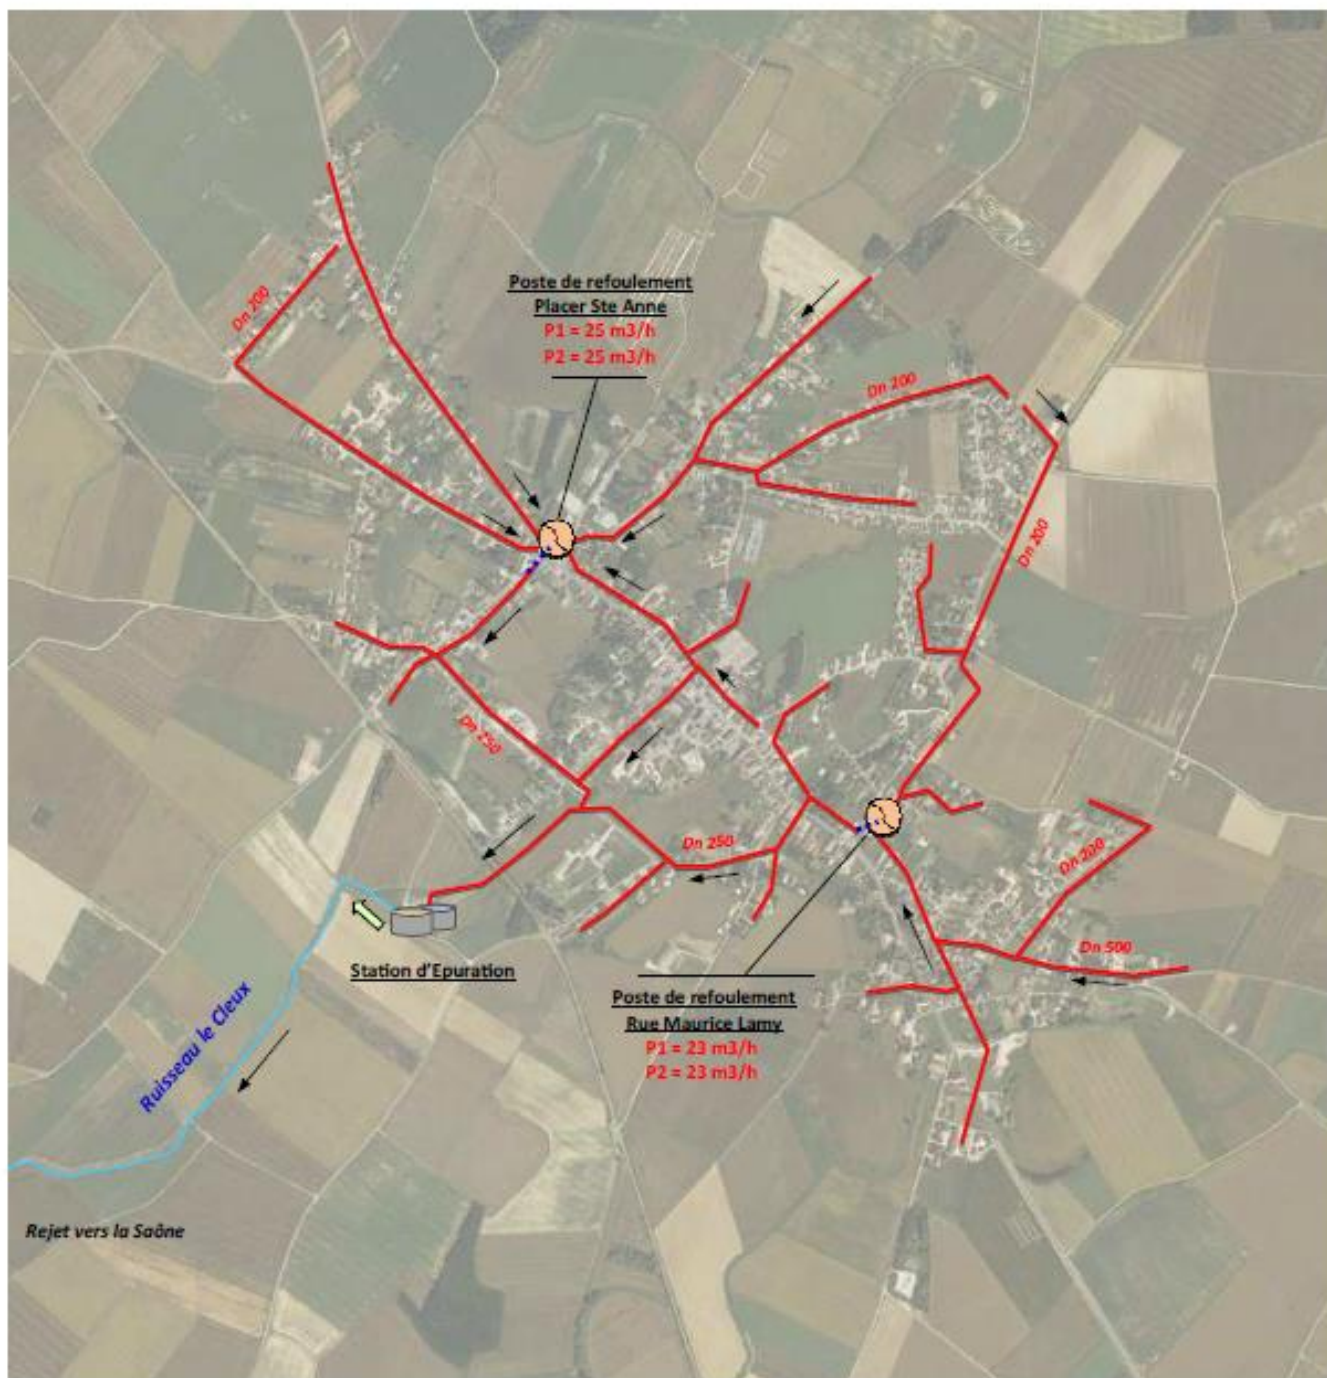 Poste de refoulement
Placer Ste Anne
P1 = 25 m3/h
P2 = 25 m3/h
Dn 200
Dn 200
Dn 200
Dn 250
Dn 250
Dn 200
Dn 500
Station d'Epuration
Poste de refoulement
Rue Maurice Lamy
P1 = 23 m3/h
P2 = 23 m3/h
Ruisseau le Cleux
Rejet vers la Saône